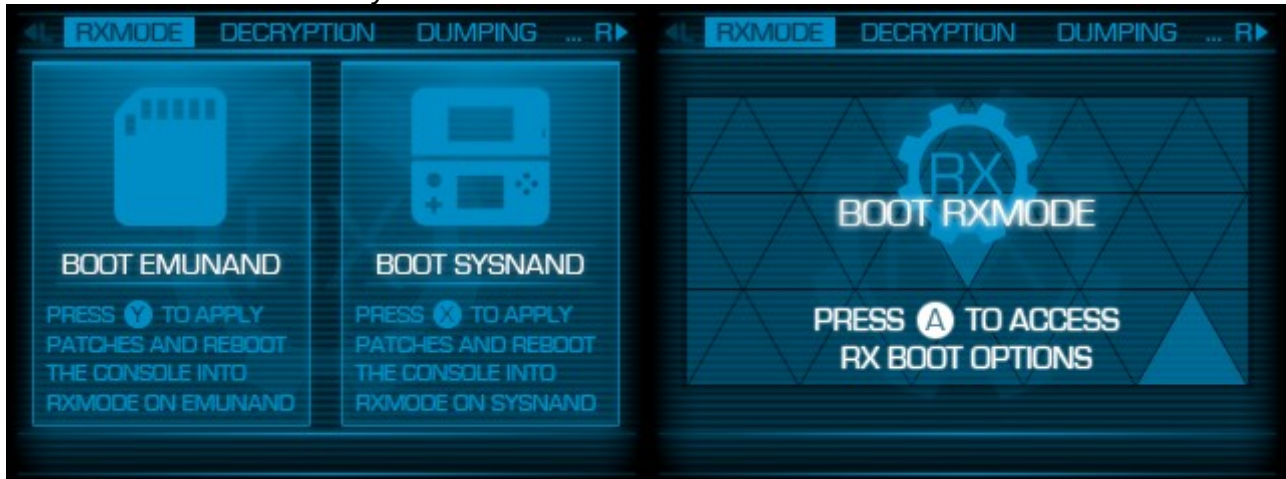 L RXMODE DECRYPTION DUMPING ... R
BOOT EMUNAND
PRESS Y TO APPLY
PATCHES AND REBOOT
THE CONSOLE INTO
RXMODE ON EMUNAND
BOOT SYSNAND
PRESS X TO APPLY
PATCHES AND REBOOT
THE CONSOLE INTO
RXMODE ON SYSNAND
L RXMODE DECRYPTION DUMPING ... R
RX
BOOT RXMODE
PRESS A TO ACCESS
RX BOOT OPTIONS